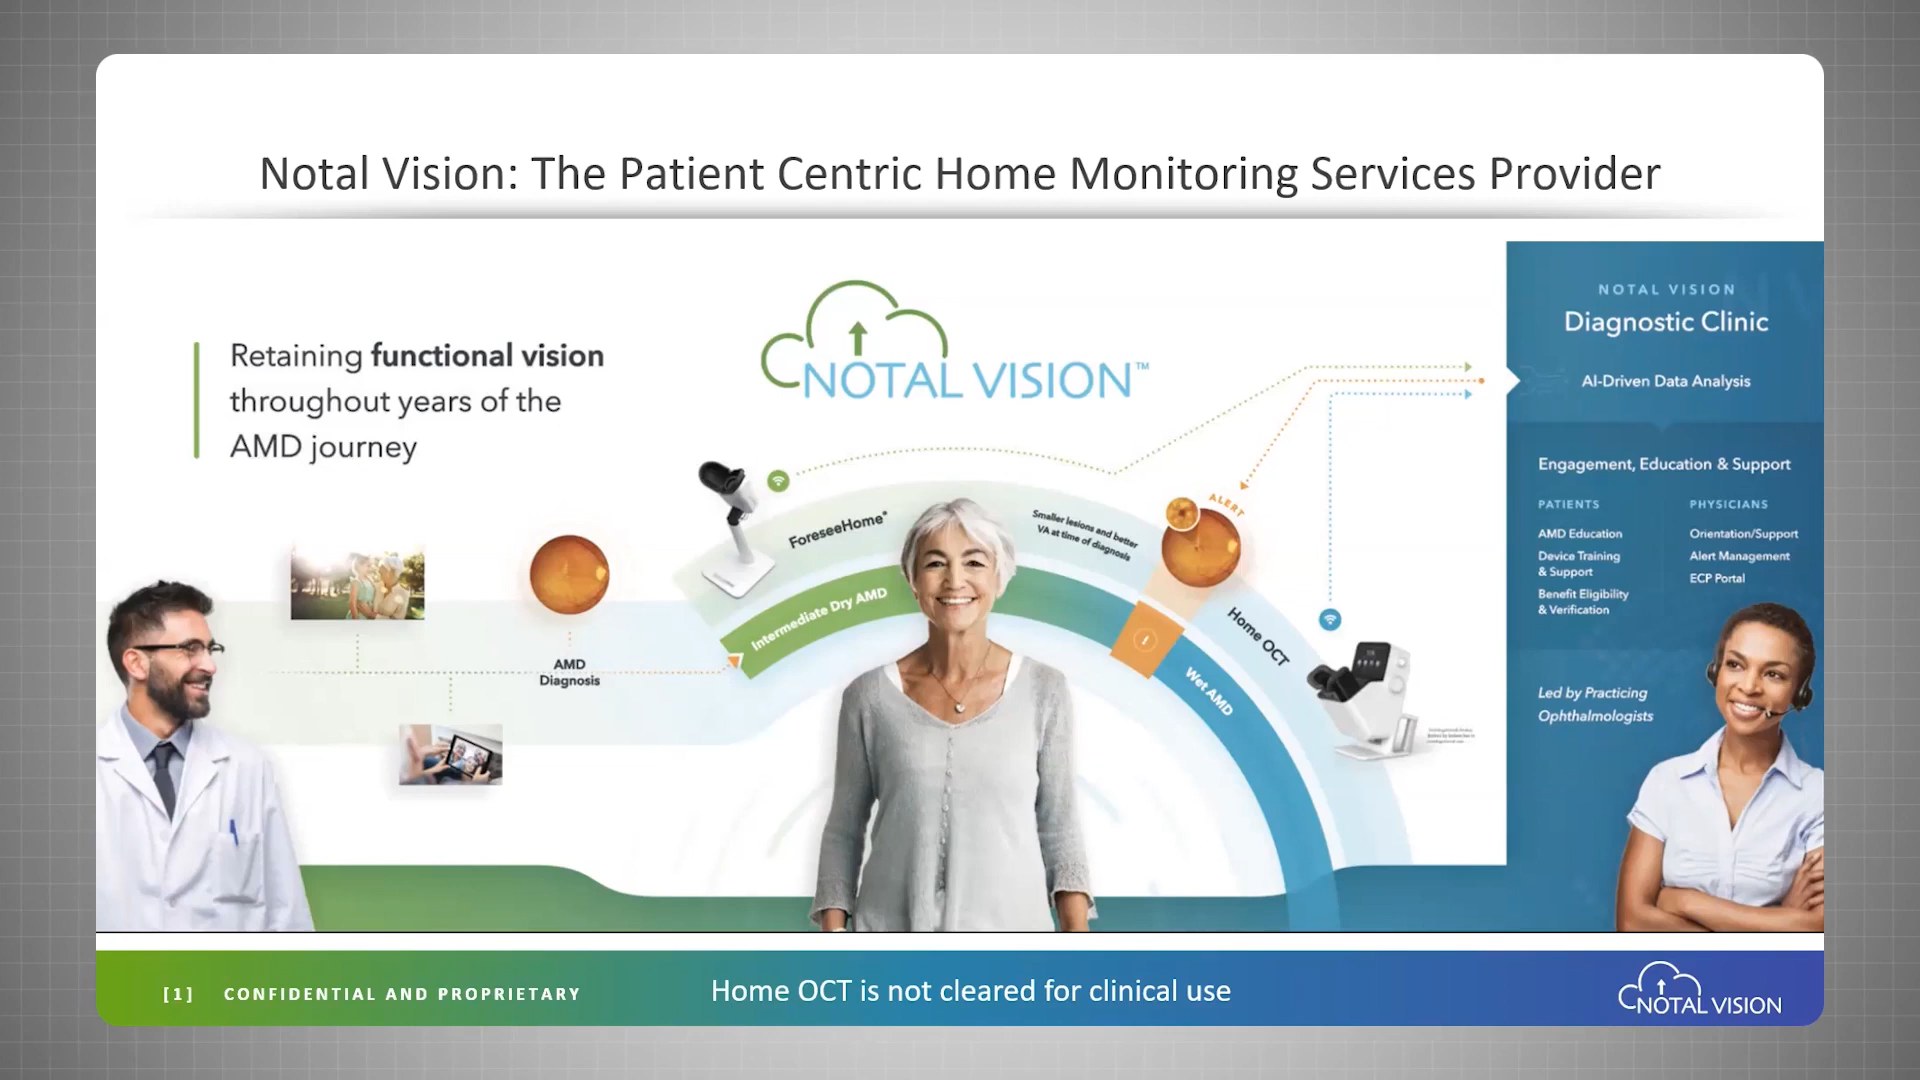 Notal Vision: The Patient Centric Home Monitoring Services Provider
Retaining functional vision
throughout years of the
AMD journey
NOTAL VISION™
AMD
Diagnosis
ForeseeHome®
Intermediate Dry AMD
Smaller lesions and better
VA at time of diagnosis
ALERT
Home OCT
Wet AMD
NOTAL VISION
Diagnostic Clinic
AI-Driven Data Analysis
Engagement, Education & Support
PATIENTS
AMD Education
Device Training
& Support
Benefit Eligibility
& Verification
PHYSICIANS
Orientation/Support
Alert Management
ECP Portal
Led by Practicing
Ophthalmologists
[1] CONFIDENTIAL AND PROPRIETARY
Home OCT is not cleared for clinical use
NOTAL VISION